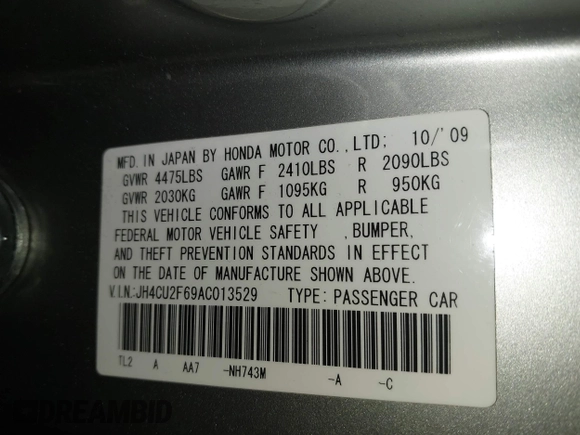 MFD. IN JAPAN BY HONDA MOTOR CO.,LTD; 10/'09
GVWR 4475LBS GAWR F 2410LBS R 2090LBS
GVWR 2030KG GAWR F 1095KG R 950KG
THIS VEHICLE CONFORMS TO ALL APPLICABLE
FEDERAL MOTOR VEHICLE SAFETY ,BUMPER,
AND THEFT PREVENTION STANDARDS IN EFFECT
ON THE DATE OF MANUFACTURE SHOWN ABOVE.
V.I.N.:JH4CU2F69AC013529 TYPE: PASSENGER CAR
TL2 A AA7 -NH743M -A -C
DREAMBID